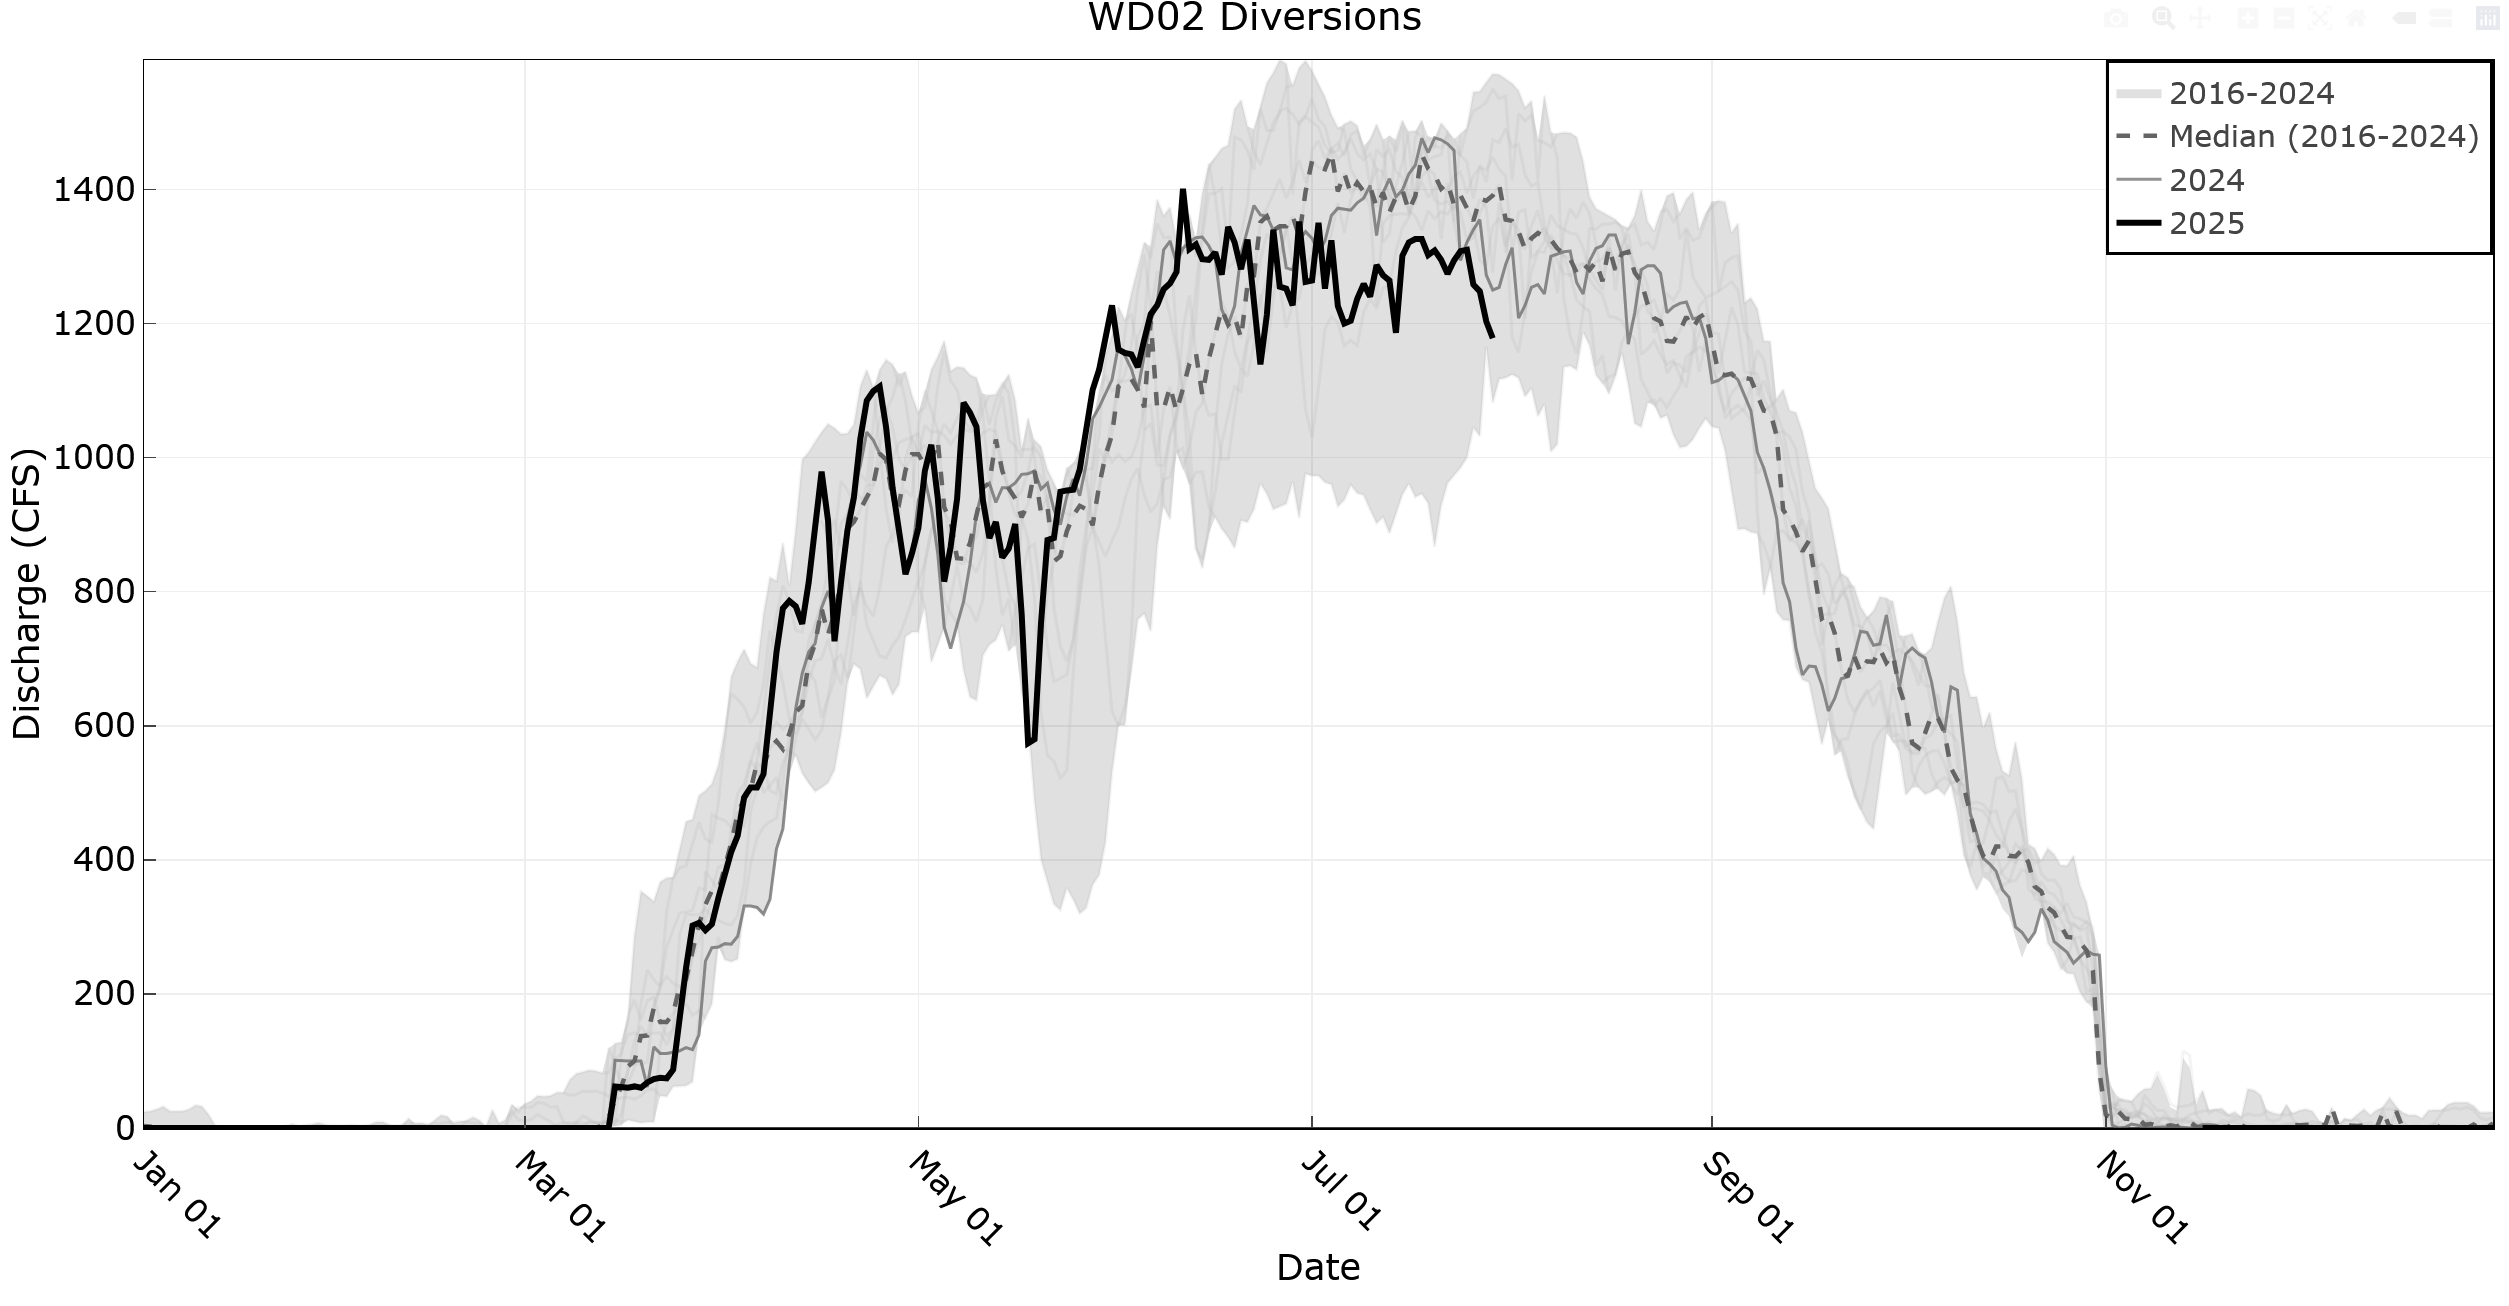 WD02 Diversions
2016-2024
Median (2016-2024)
2024
2025
Discharge (CFS)
1400
1200
1000
800
600
400
200
0
Jan 01
Mar 01
May 01
Jul 01
Sep 01
Nov 01
Date